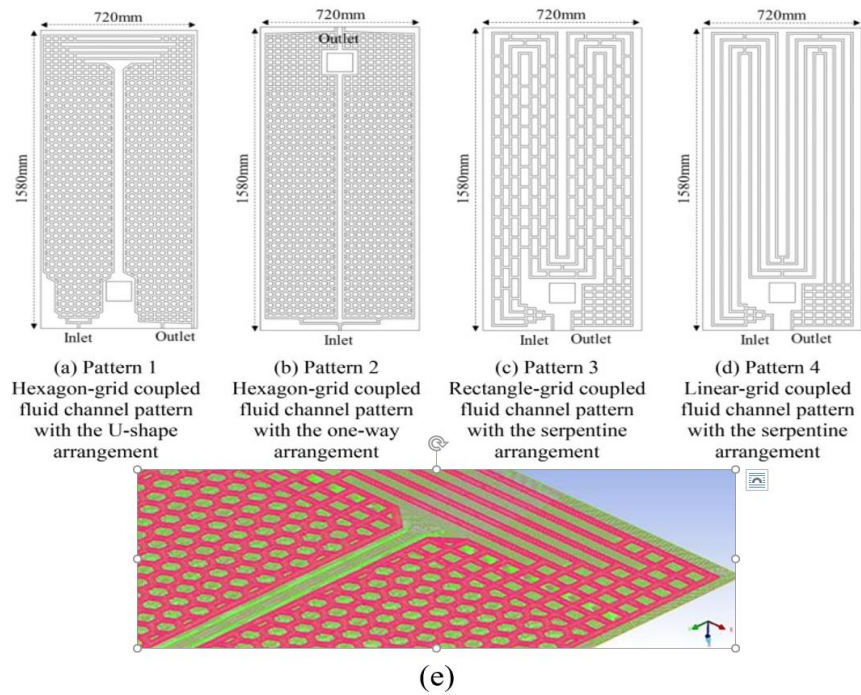 720mm
720mm
720mm
720mm
Outlet
1580mm
1580mm
1580mm
1580mm
Inlet
Outlet
Inlet
Inlet
Outlet
Inlet
Outlet
(a) Pattern 1
Hexagon-grid coupled
fluid channel pattern
with the U-shape
arrangement
(b) Pattern 2
Hexagon-grid coupled
fluid channel pattern
with the one-way
arrangement
(c) Pattern 3
Rectangle-grid coupled
fluid channel pattern
with the serpentine
arrangement
(d) Pattern 4
Linear-grid coupled
fluid channel pattern
with the serpentine
arrangement
(e)